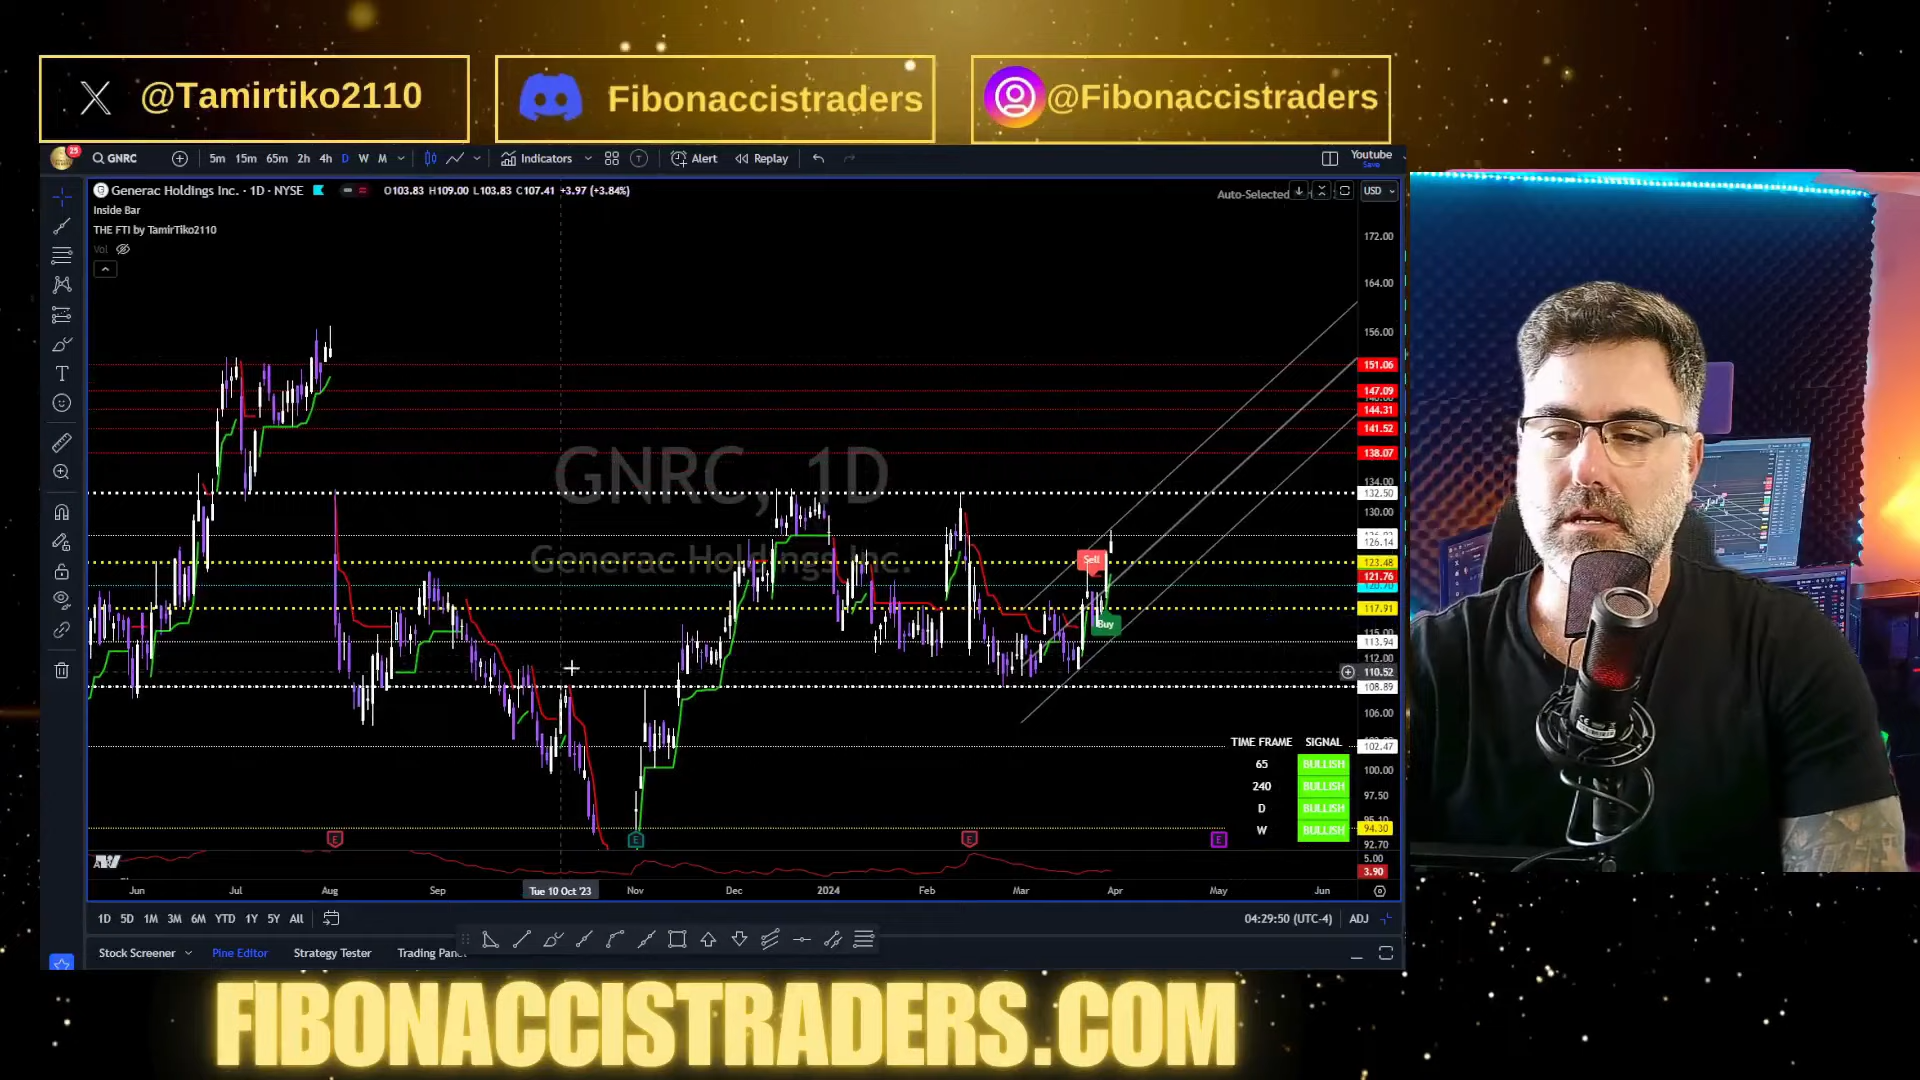 @Tamirtiko2110
Fibonaccistraders
@Fibonaccistraders
25
GNRC
5m 15m 65m 2h 4h D W M
Indicators
Alert
Replay
Youtube
Save
Generac Holdings Inc. · 1D · NYSE
O103.83 H109.00 L103.83 C107.41 +3.97 (+3.84%)
Auto-Selected
USD
Inside Bar
THE FTI by TamirTiko2110
Vol
172.00
164.00
156.00
151.06
147.09
144.31
141.52
138.07
134.00
132.50
130.00
126.14
123.48
121.76
117.91
115.00
113.94
112.00
110.52
108.89
106.00
102.47
100.00
97.50
94.30
92.70
5.00
3.90
GNRC, 1D
Generac Holdings Inc.
Sell
Buy
TIME FRAME SIGNAL
65 BULLISH
240 BULLISH
D BULLISH
W BULLISH
E E E E
Jun Jul Aug Sep Tue 10 Oct '23 Nov Dec 2024 Feb Mar Apr May Jun
1D 5D 1M 3M 6M YTD 1Y 5Y All
04:29:50 (UTC-4) ADJ
Stock Screener Pine Editor Strategy Tester
Trading
FIBONACCISTRADERS.COM